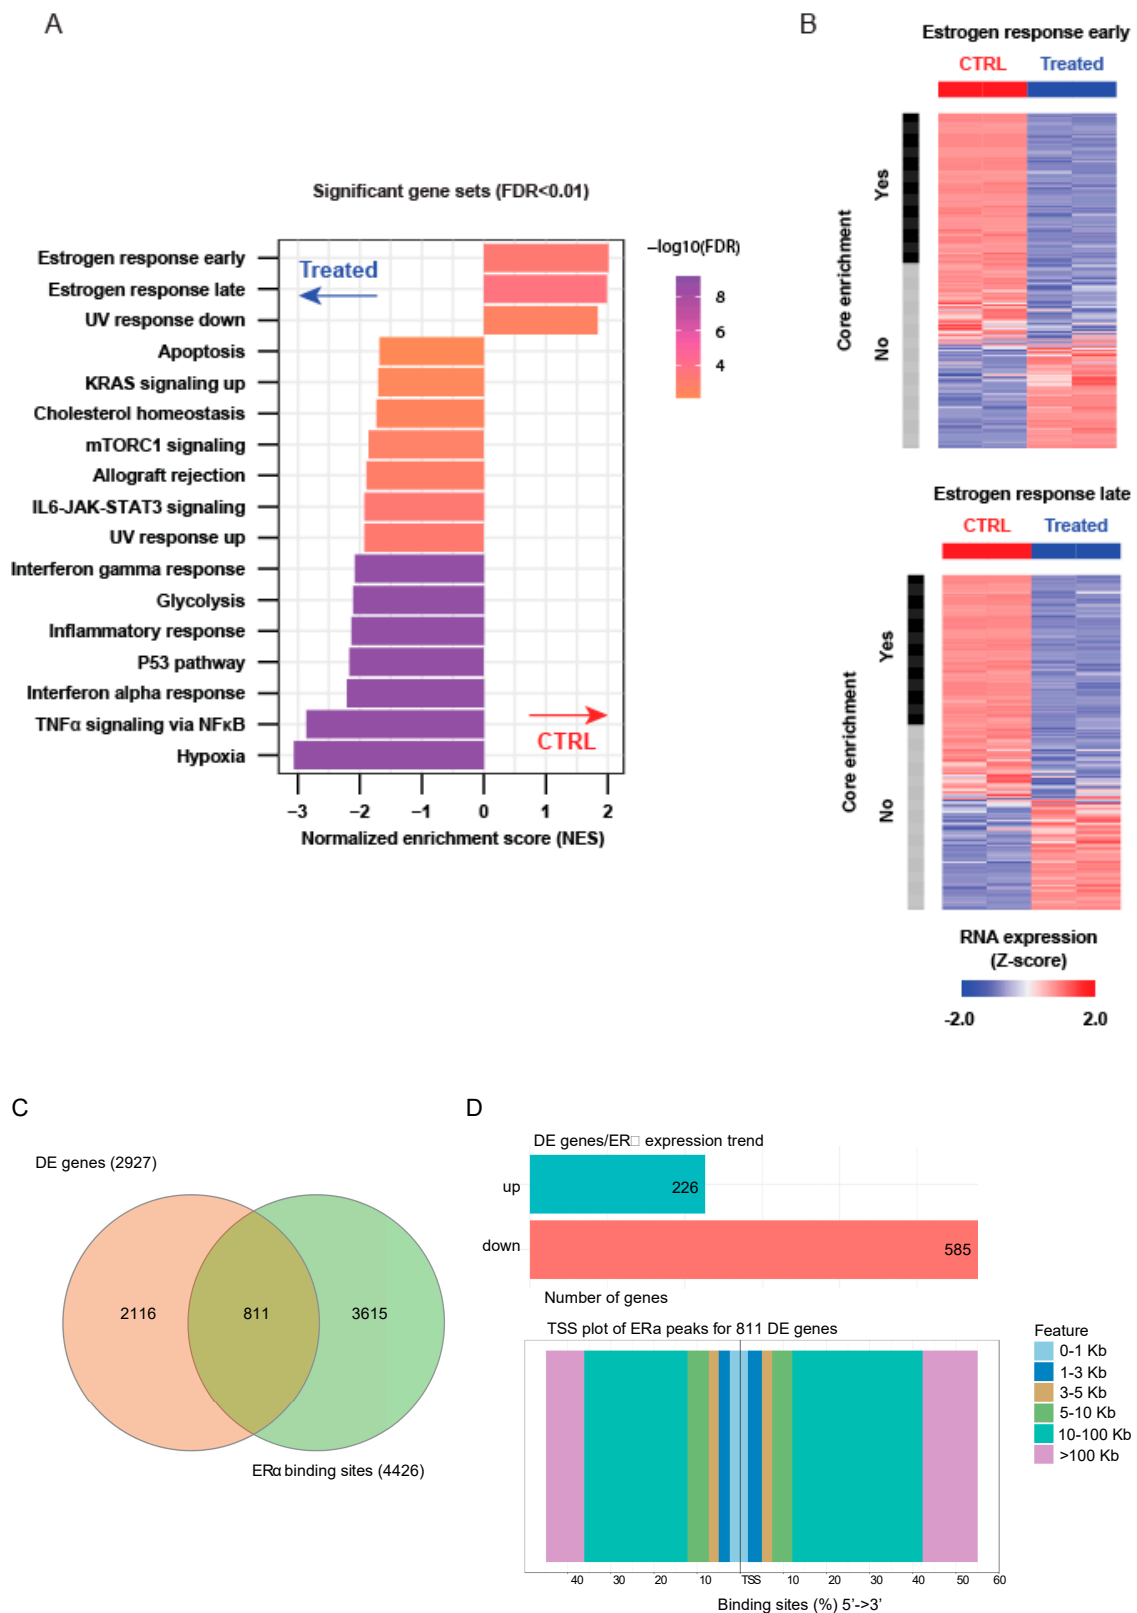 A
Significant gene sets (FDR<0.01)
Estrogen response early
Estrogen response late
UV response down
Apoptosis
KRAS signaling up
Cholesterol homeostasis
mTORC1 signaling
Allograft rejection
IL6-JAK-STAT3 signaling
UV response up
Interferon gamma response
Glycolysis
Inflammatory response
P53 pathway
Interferon alpha response
TNFα signaling via NFκB
Hypoxia
Treated
CTRL
−3 −2 −1 0 1 2
Normalized enrichment score (NES)
−log10(FDR)
8
6
4
B
Estrogen response early
CTRL Treated
Core enrichment
Yes
No
Estrogen response late
CTRL Treated
Core enrichment
Yes
No
RNA expression
(Z-score)
-2.0 2.0
C
DE genes (2927)
2116 811 3615
ERα binding sites (4426)
D
DE genes/ER□ expression trend
up 226
down 585
Number of genes
TSS plot of ERa peaks for 811 DE genes
40 30 20 10 TSS 10 20 30 40 50 60
Binding sites (%) 5'->3'
Feature
0-1 Kb
1-3 Kb
3-5 Kb
5-10 Kb
10-100 Kb
>100 Kb